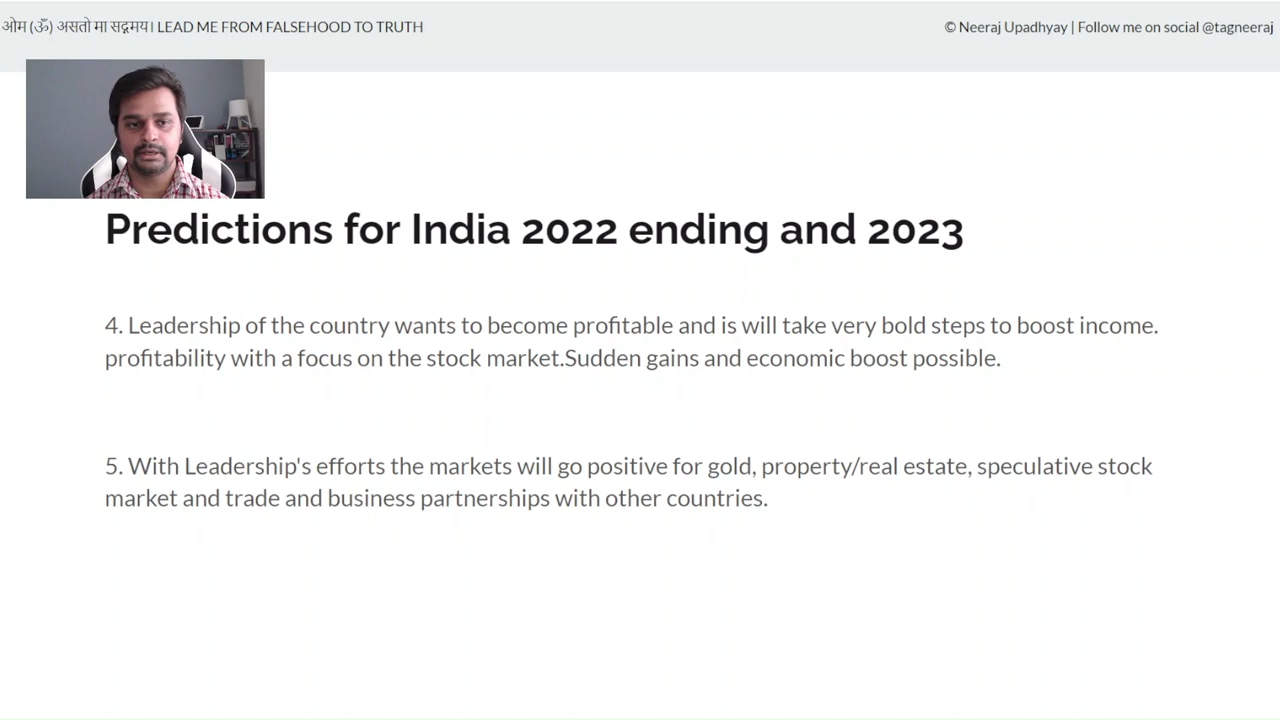 ओम (ॐ) असतो मा सद्गमय। LEAD ME FROM FALSEHOOD TO TRUTH
© Neeraj Upadhyay | Follow me on social @tagneeraj
Predictions for India 2022 ending and 2023
4. Leadership of the country wants to become profitable and is will take very bold steps to boost income.
profitability with a focus on the stock market.Sudden gains and economic boost possible.
5. With Leadership's efforts the markets will go positive for gold, property/real estate, speculative stock
market and trade and business partnerships with other countries.